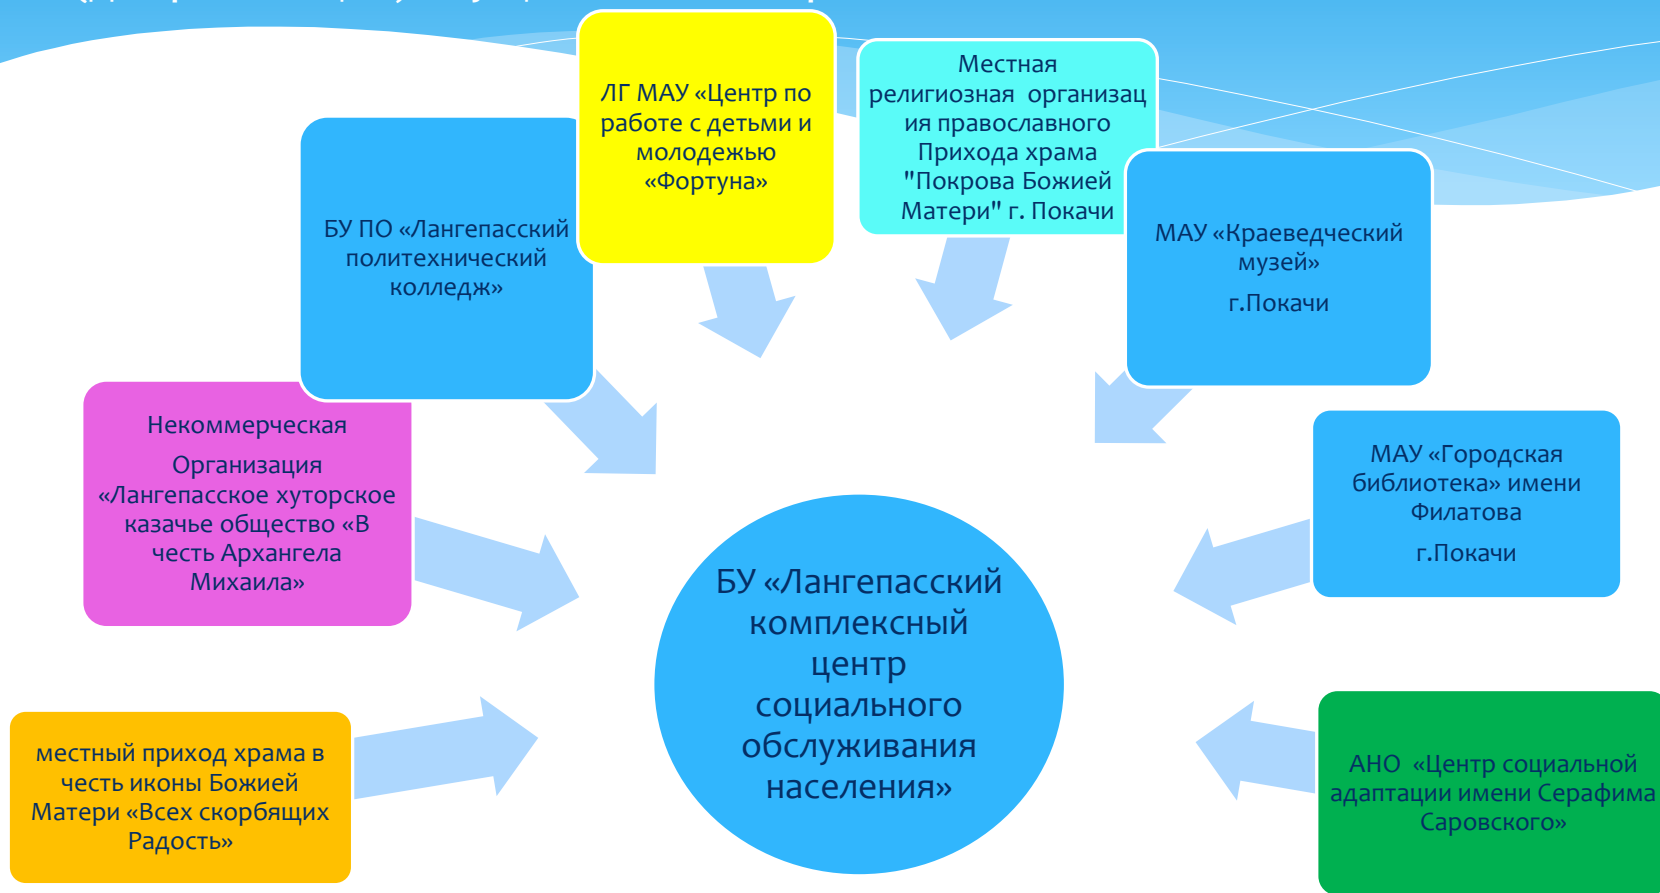 ЛГ МАУ «Центр по
работе с детьми и
молодежью
«Фортуна»
Местная
религиозная организац
ия православного
Прихода храма
"Покрова Божией
Матери" г. Покачи
БУ ПО «Лангепасский
политехнический
колледж»
МАУ «Краеведческий
музей»
г.Покачи
Некоммерческая
Организация
«Лангепасское хуторское
казачье общество «В
честь Архангела
Михаила»
МАУ «Городская
библиотека» имени
Филатова
г.Покачи
БУ «Лангепасский
комплексный
центр
социального
обслуживания
населения»
местный приход храма в
честь иконы Божией
Матери «Всех скорбящих
Радость»
АНО «Центр социальной
адаптации имени Серафима
Саровского»